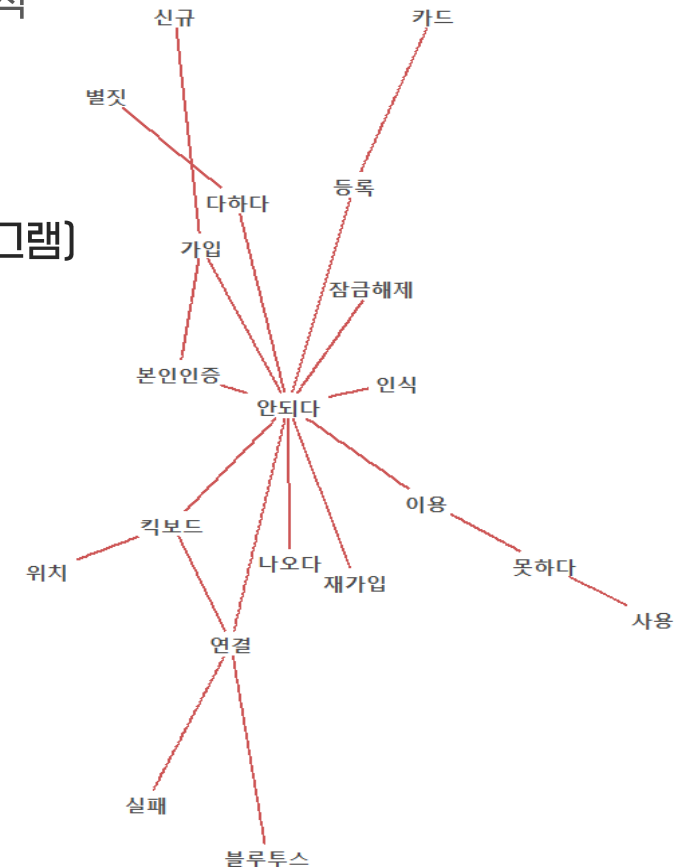 신규
카드
별짓
다하다
등록
그램)
가입
잠금해제
본인인증
인식
안되다
이용
킥보드
나오다
못하다
위치
재가입
사용
연결
실패
블루투스